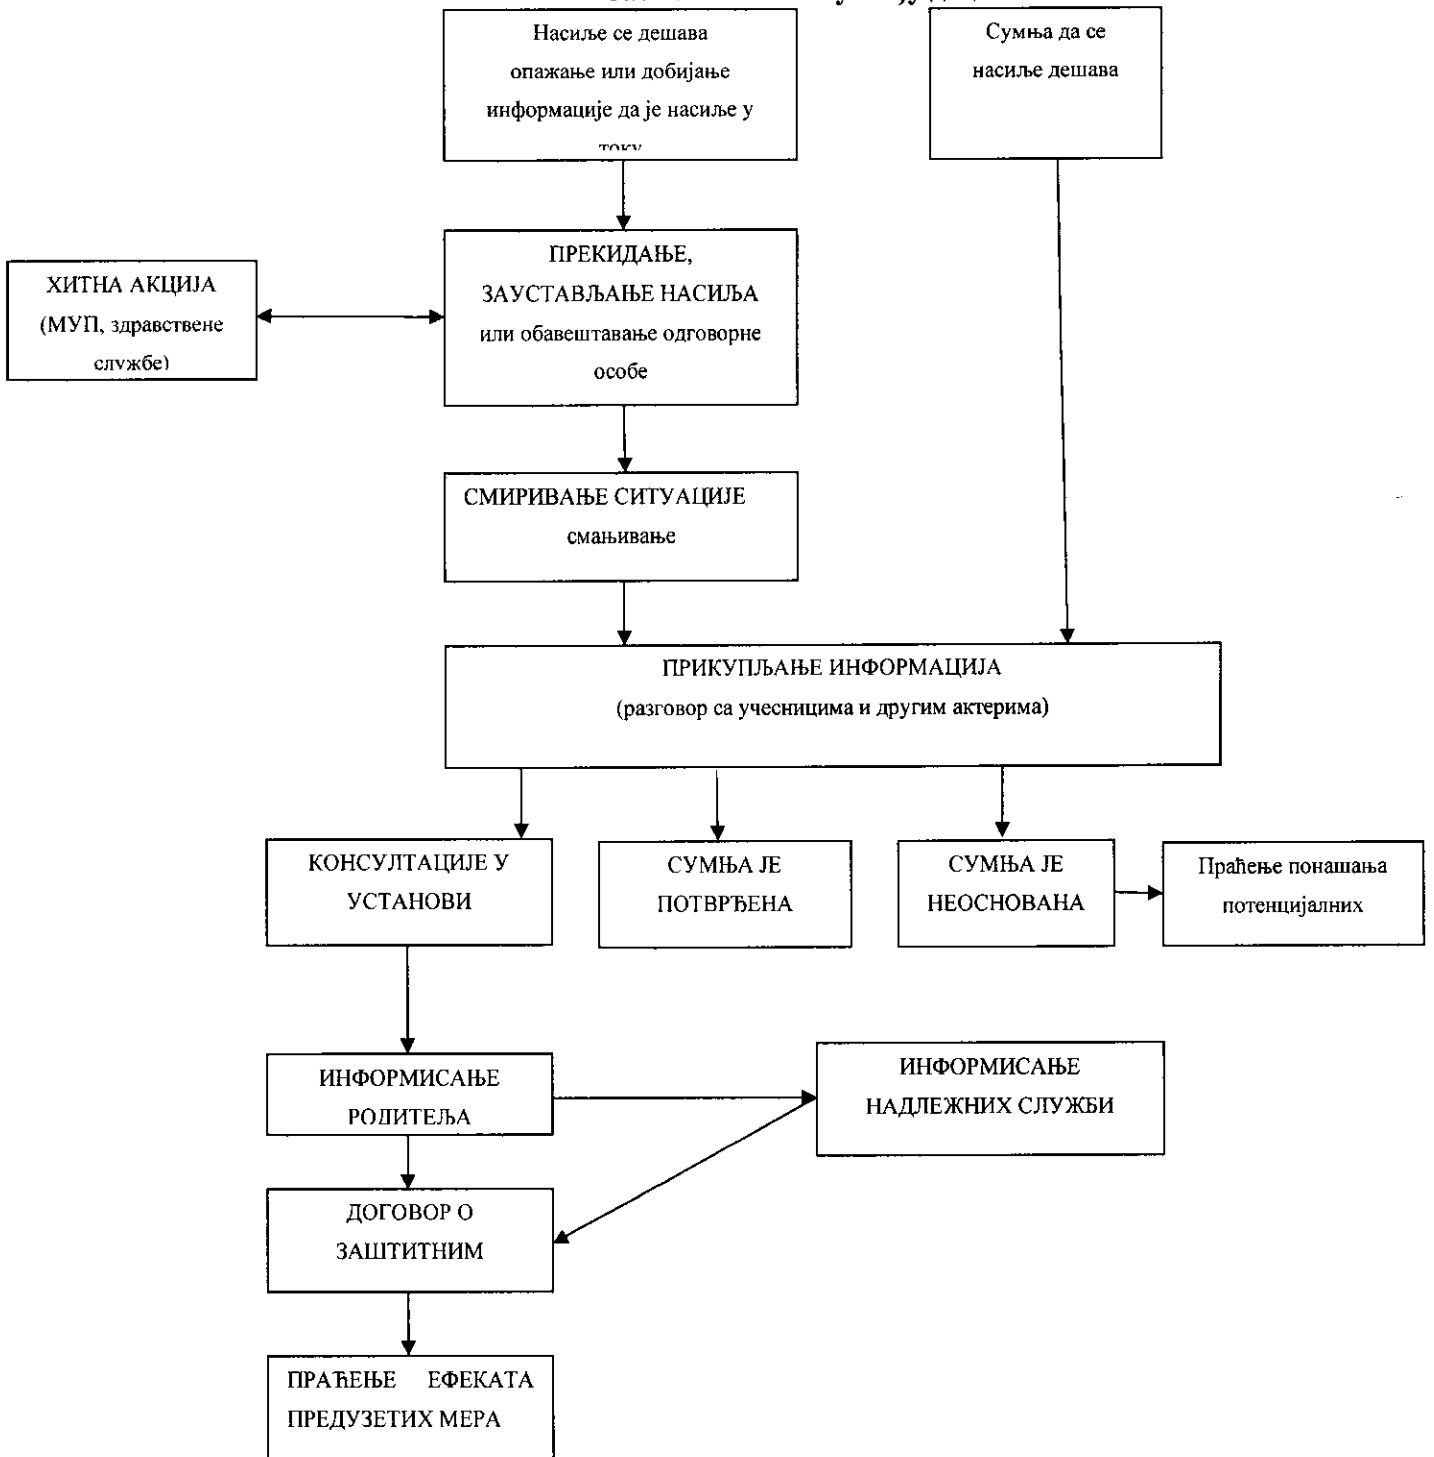 Насиље се дешава
опажање или добијање
информације да је насиље у
току
Сумња да се
насиље дешава
ХИТНА АКЦИЈА
(МУП, здравствене
службе)
ПРЕКИДАЊЕ,
ЗАУСТАВЉАЊЕ НАСИЉА
или обавештавање одговорне
особе
СМИРИВАЊЕ СИТУАЦИЈЕ
смањивање
ПРИКУПЉАЊЕ ИНФОРМАЦИЈА
(разговор са учесницима и другим актерима)
КОНСУЛТАЦИЈЕ У
УСТАНОВИ
СУМЊА ЈЕ
ПОТВРЂЕНА
СУМЊА ЈЕ
НЕОСНОВАНА
Праћење понашања
потенцијалних
ИНФОРМИСАЊЕ
РОДИТЕЉА
ИНФОРМИСАЊЕ
НАДЛЕЖНИХ СЛУЖБИ
ДОГОВОР О
ЗАШТИТНИМ
ПРАЋЕЊЕ ЕФЕКАТА
ПРЕДУЗЕТИХ МЕРА